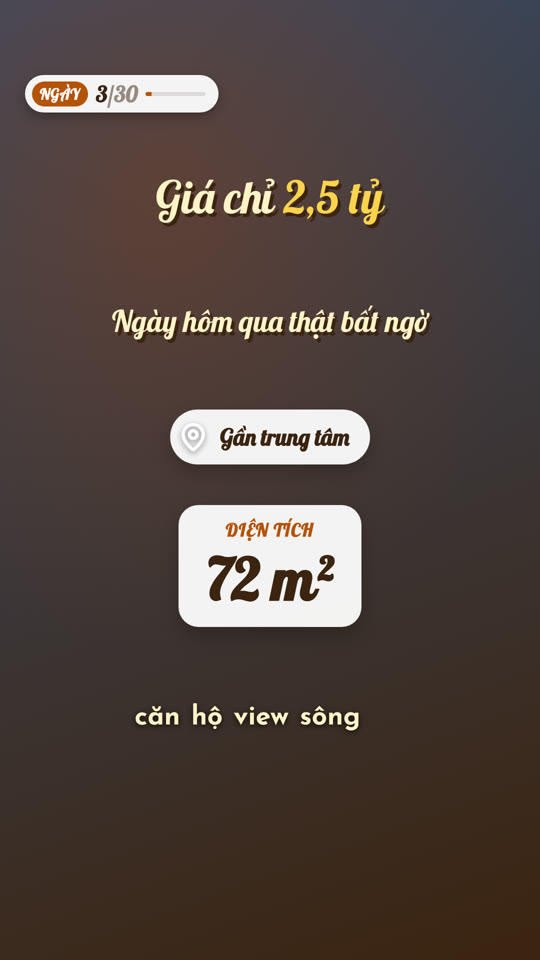 NGÀY 3/30
Giá chỉ 2,5 tỷ
Ngày hôm qua thật bất ngờ
Gần trung tâm
DIỆN TÍCH
72 m²
căn hộ view sông